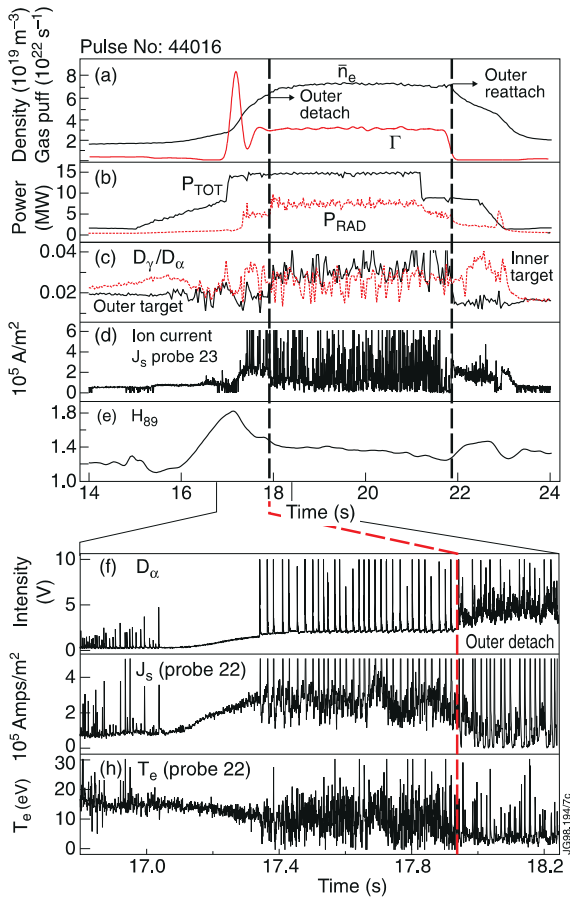 Pulse No: 44016
Density (10¹⁹ m⁻³)
Gas puff (10²² s⁻¹)
8
6
4
2
(a)
n̄e
Outer
detach
Outer
reattach
Γ
Power
(MW)
15
10
5
0
(b)
PTOT
PRAD
0.04
0.02
(c)
Dγ/Dα
Inner
target
Outer target
10⁵ A/m²
6
4
2
0
(d)
Ion current
Js probe 23
1.8
1.4
1.0
(e)
H89
14 16 18 20 22 24
Time (s)
Intensity
(V)
10
5
0
(f)
Dα
Outer detach
10⁵ Amps/m²
4
2
0
Js (probe 22)
Te (eV)
30
20
10
0
(h)
Te (probe 22)
17.0 17.4 17.8 18.2
Time (s)
JG98.194/7c